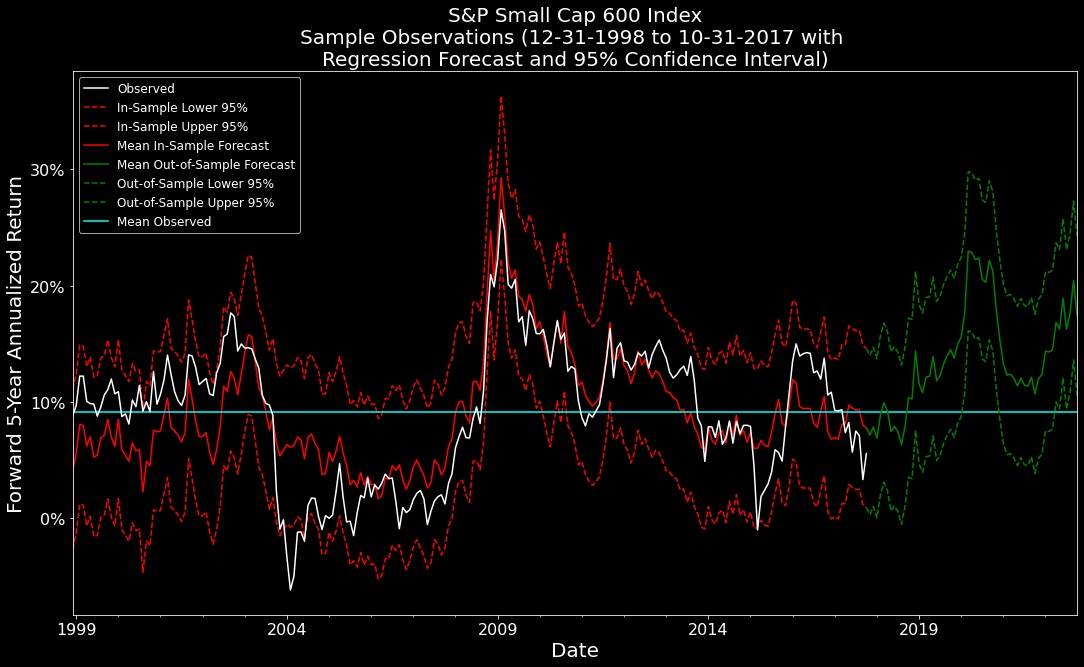 S&P Small Cap 600 Index
Sample Observations (12-31-1998 to 10-31-2017 with
Regression Forecast and 95% Confidence Interval)
Observed
In-Sample Lower 95%
In-Sample Upper 95%
Mean In-Sample Forecast
Mean Out-of-Sample Forecast
Out-of-Sample Lower 95%
Out-of-Sample Upper 95%
Mean Observed
Forward 5-Year Annualized Return
30%
20%
10%
0%
1999
2004
2009
2014
2019
Date